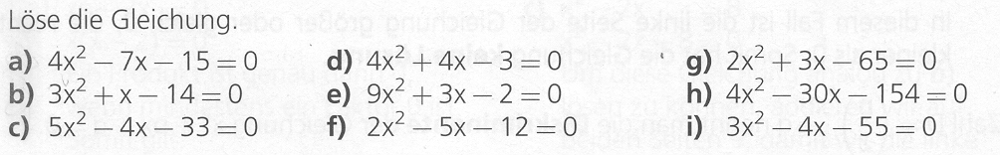 Löse die Gleichung.
a) 4x² − 7x − 15 = 0 d) 4x² + 4x − 3 = 0 g) 2x² + 3x − 65 = 0
b) 3x² + x − 14 = 0 e) 9x² + 3x − 2 = 0 h) 4x² − 30x − 154 = 0
c) 5x² − 4x − 33 = 0 f) 2x² − 5x − 12 = 0 i) 3x² − 4x − 55 = 0